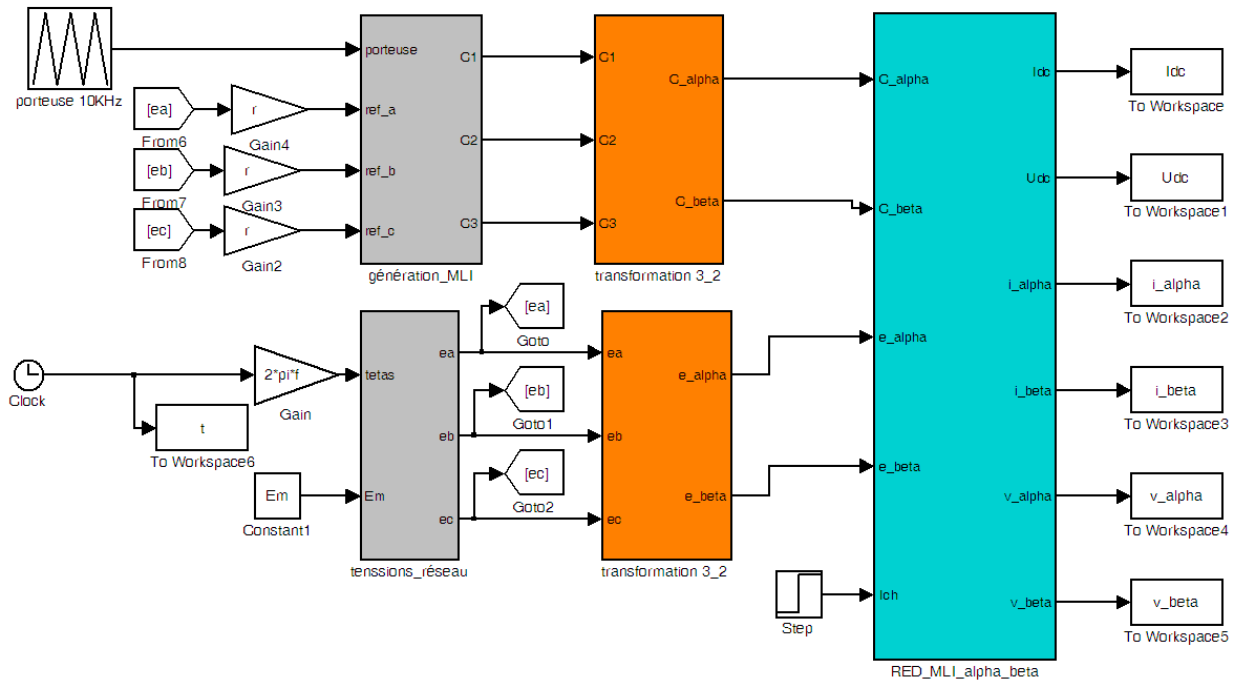 porteuse 10KHz
[ea]
From6
r
Gain4
[eb]
From7
r
Gain3
[ec]
From8
r
Gain2
porteuse
ref_a
ref_b
ref_c
C1
C2
C3
génération_MLI
C1
C2
C3
C_alpha
C_beta
transformation 3_2
Clock
t
To Workspace6
2*pi*f
Gain
Em
Constant1
tetas
Em
ea
eb
ec
tenssions_réseau
[ea]
Goto
[eb]
Goto1
[ec]
Goto2
ea
eb
ec
e_alpha
e_beta
transformation 3_2
Step
C_alpha
C_beta
e_alpha
e_beta
Ich
Idc
Udc
i_alpha
i_beta
v_alpha
v_beta
RED_MLI_alpha_beta
Idc
To Workspace
Udc
To Workspace1
i_alpha
To Workspace2
i_beta
To Workspace3
v_alpha
To Workspace4
v_beta
To Workspace5